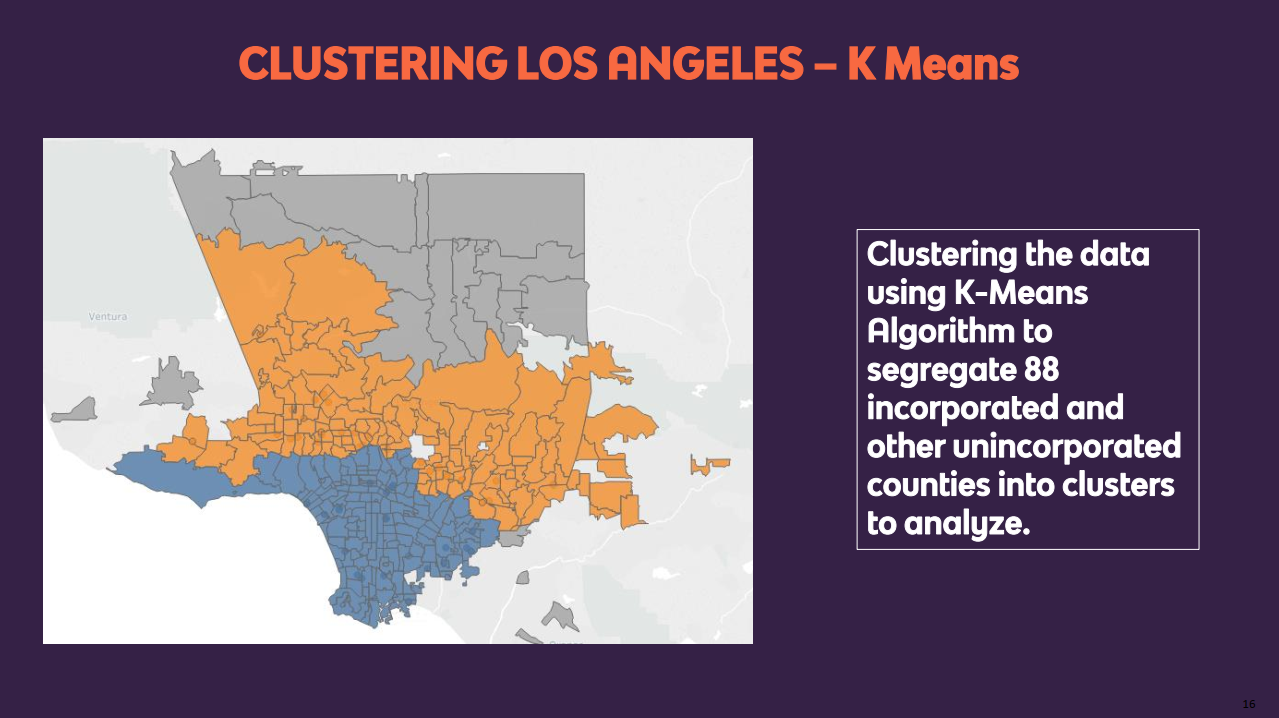 CLUSTERING LOS ANGELES – K Means
Ventura
Clustering the data
using K-Means
Algorithm to
segregate 88
incorporated and
other unincorporated
counties into clusters
to analyze.
16